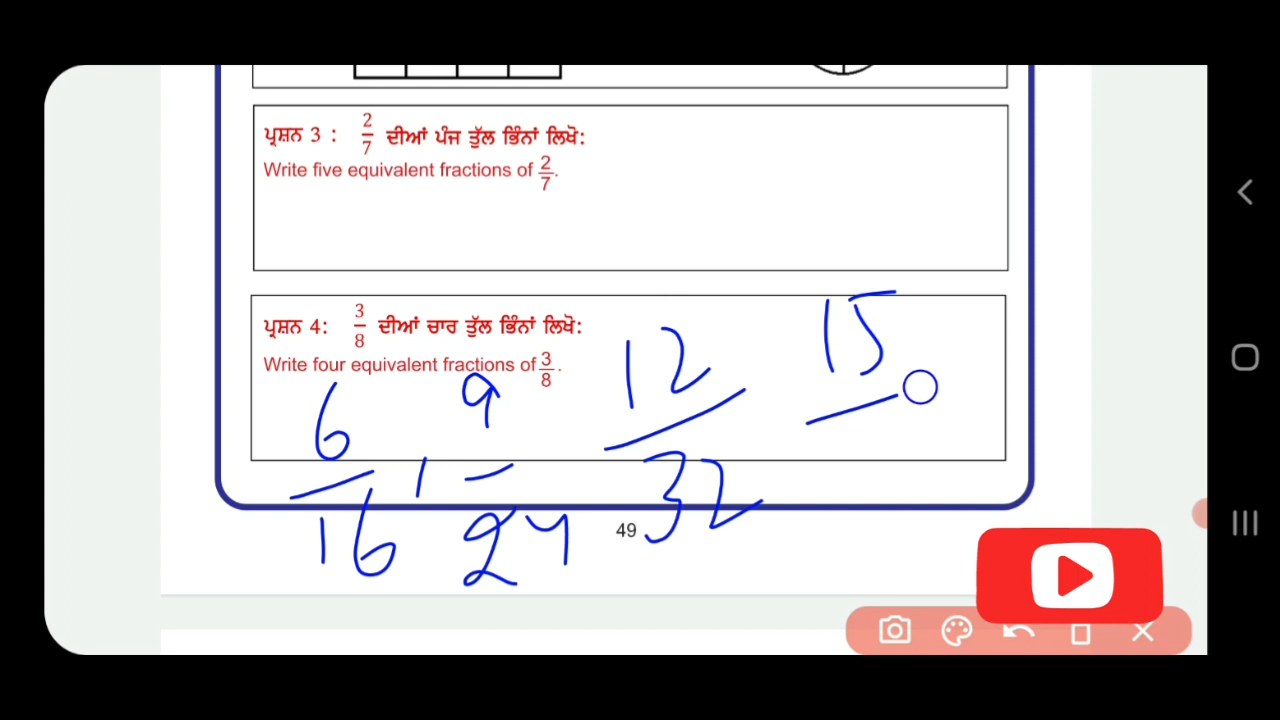 ਪ੍ਰਸ਼ਨ 3 : 2/7 ਦੀਆਂ ਪੰਜ ਤੁੱਲ ਭਿੰਨਾਂ ਲਿਖੋ:
Write five equivalent fractions of 2/7.
ਪ੍ਰਸ਼ਨ 4: 3/8 ਦੀਆਂ ਚਾਰ ਤੁੱਲ ਭਿੰਨਾਂ ਲਿਖੋ:
Write four equivalent fractions of 3/8.
6/16 , 9/24 12/32 15
49